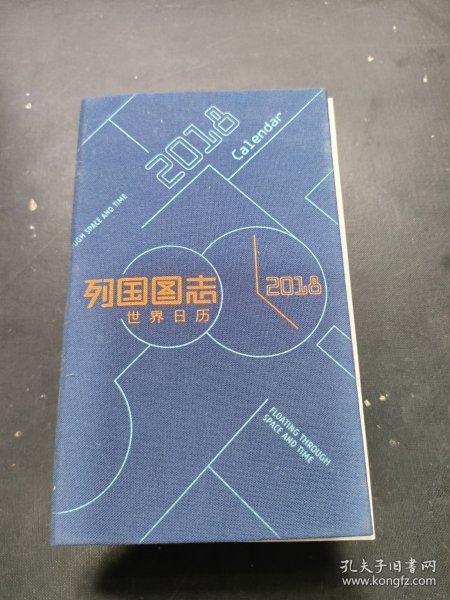 2018
Calendar
UGH SPACE AND TIME
列国图志
世界日历
2018
FLOATING THROUGH
SPACE AND TIME
孔夫子旧书网
www.kongfz.com